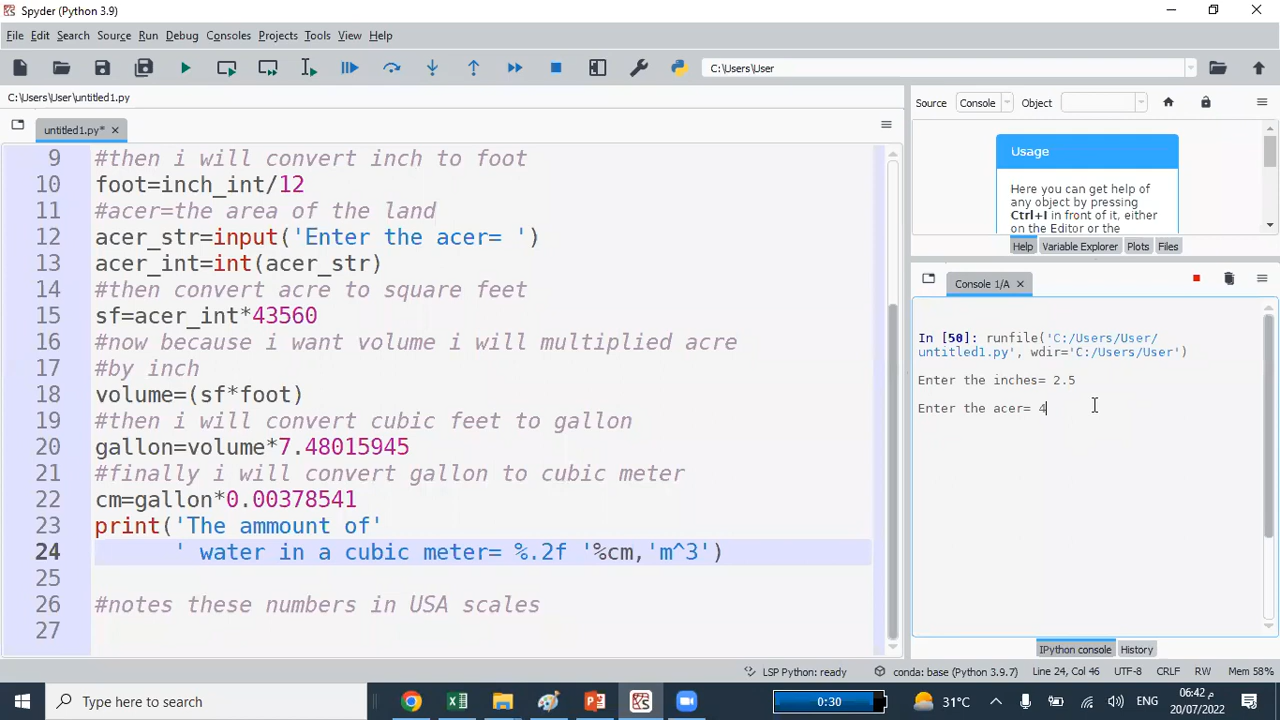 Spyder (Python 3.9)
File Edit Search Source Run Debug Consoles Projects Tools View Help
C:\Users\User
C:\Users\User\untitled1.py
untitled1.py*
9 #then i will convert inch to foot
10 foot=inch_int/12
11 #acer=the area of the land
12 acer_str=input('Enter the acer= ')
13 acer_int=int(acer_str)
14 #then convert acre to square feet
15 sf=acer_int*43560
16 #now because i want volume i will multiplied acre
17 #by inch
18 volume=(sf*foot)
19 #then i will convert cubic feet to gallon
20 gallon=volume*7.48015945
21 #finally i will convert gallon to cubic meter
22 cm=gallon*0.00378541
23 print('The ammount of'
24 ' water in a cubic meter= %.2f '%cm,'m^3')
25
26 #notes these numbers in USA scales
27
Source Console Object
Usage
Here you can get help of
any object by pressing
Ctrl+I in front of it, either
on the Editor or the
Help Variable Explorer Plots Files
Console 1/A
In [50]: runfile('C:/Users/User/
untitled1.py', wdir='C:/Users/User')
Enter the inches= 2.5
Enter the acer= 4
IPython console History
LSP Python: ready conda: base (Python 3.9.7) Line 24, Col 46 UTF-8 CRLF RW Mem 58%
Type here to search
0:30
31°C
ENG
06:42 م
20/07/2022